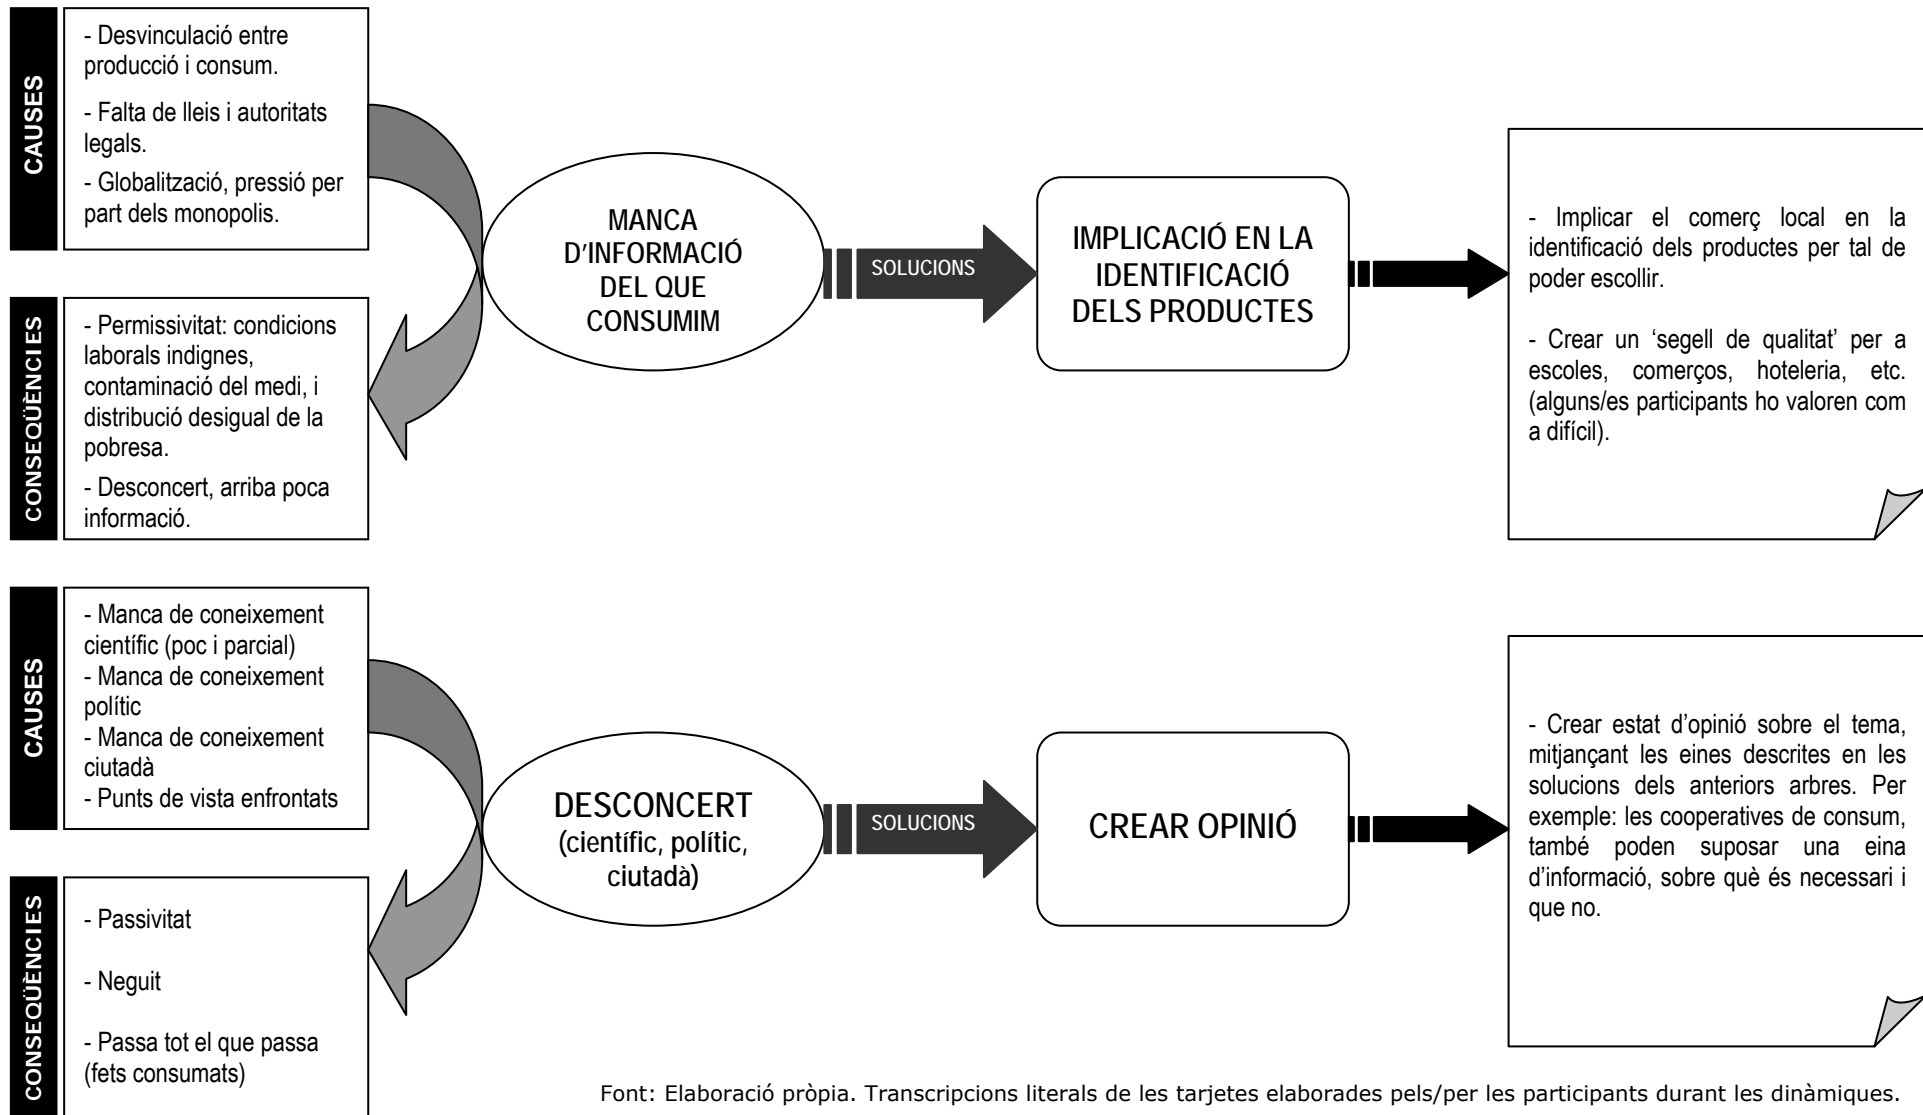 CAUSES
- Desvinculació entre
producció i consum.
- Falta de lleis i autoritats
legals.
- Globalització, pressió per
part dels monopolis.
CONSEQÜÈNCIES
- Permissivitat: condicions
laborals indignes,
contaminació del medi, i
distribució desigual de la
pobresa.
- Desconcert, arriba poca
informació.
MANCA
D'INFORMACIÓ
DEL QUE
CONSUMIM
SOLUCIONS
IMPLICACIÓ EN LA
IDENTIFICACIÓ
DELS PRODUCTES
- Implicar el comerç local en la
identificació dels productes per tal de
poder escollir.
- Crear un ‘segell de qualitat’ per a
escoles, comerços, hoteleria, etc.
(alguns/es participants ho valoren com
a difícil).
CAUSES
- Manca de coneixement
científic (poc i parcial)
- Manca de coneixement
polític
- Manca de coneixement
ciutadà
- Punts de vista enfrontats
CONSEQÜÈNCIES
- Passivitat
- Neguit
- Passa tot el que passa
(fets consumats)
DESCONCERT
(científic, polític,
ciutadà)
SOLUCIONS
CREAR OPINIÓ
- Crear estat d’opinió sobre el tema,
mitjançant les eines descrites en les
solucions dels anteriors arbres. Per
exemple: les cooperatives de consum,
també poden suposar una eina
d’informació, sobre què és necessari i
que no.
Font: Elaboració pròpia. Transcripcions literals de les tarjetes elaborades pels/per les participants durant les dinàmiques.